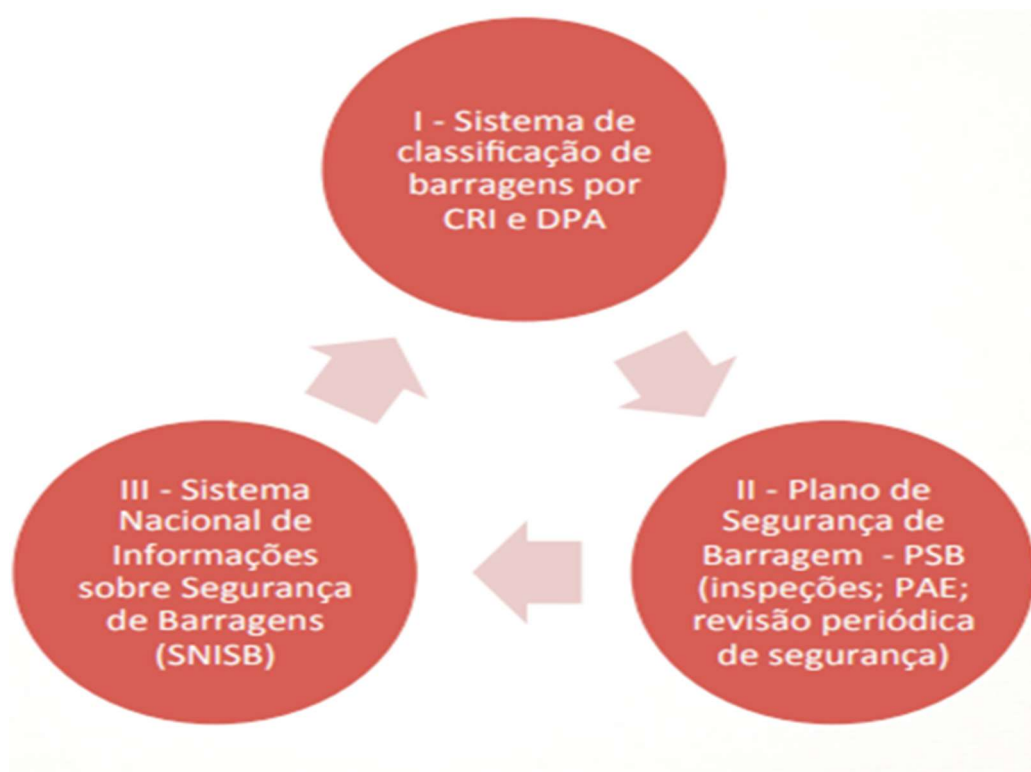 I - Sistema de
classificação de
barragens por
CRI e DPA
II - Plano de
Segurança de
Barragem - PSB
(inspeções; PAE;
revisão periódica
de segurança)
III - Sistema
Nacional de
Informações
sobre Segurança
de Barragens
(SNISB)